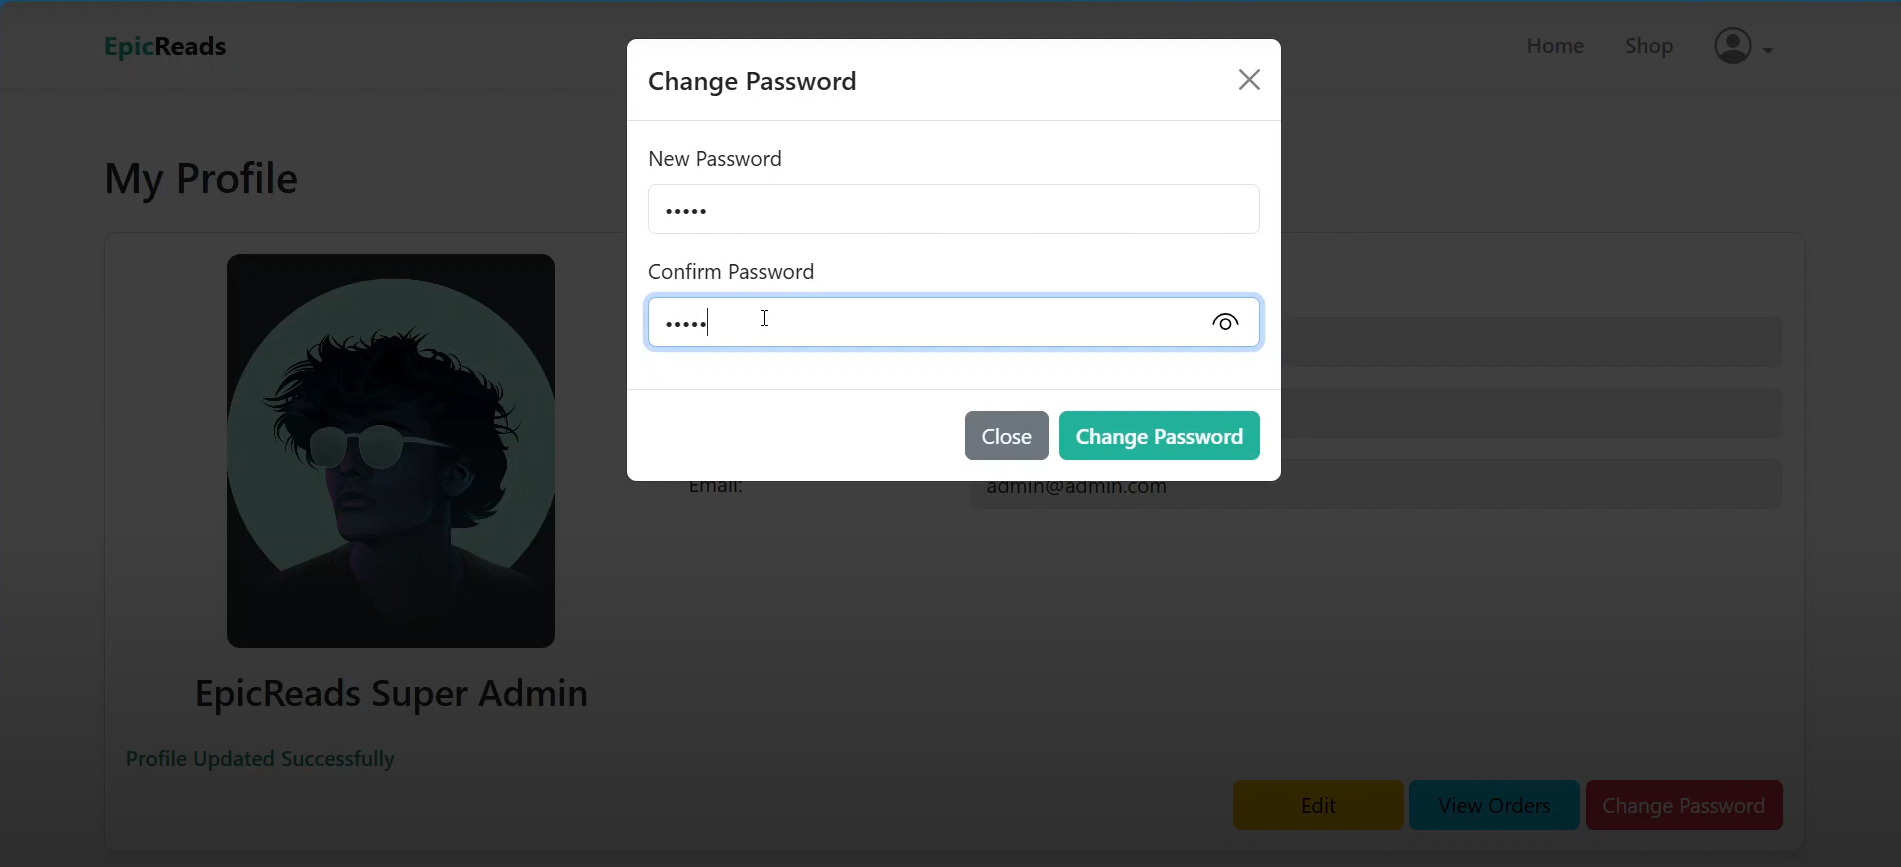 EpicReads
Home
Shop
Change Password
New Password
•••••
Confirm Password
•••••
Close
Change Password
My Profile
Email:
admin@admin.com
EpicReads Super Admin
Profile Updated Successfully
Edit
View Orders
Change Password